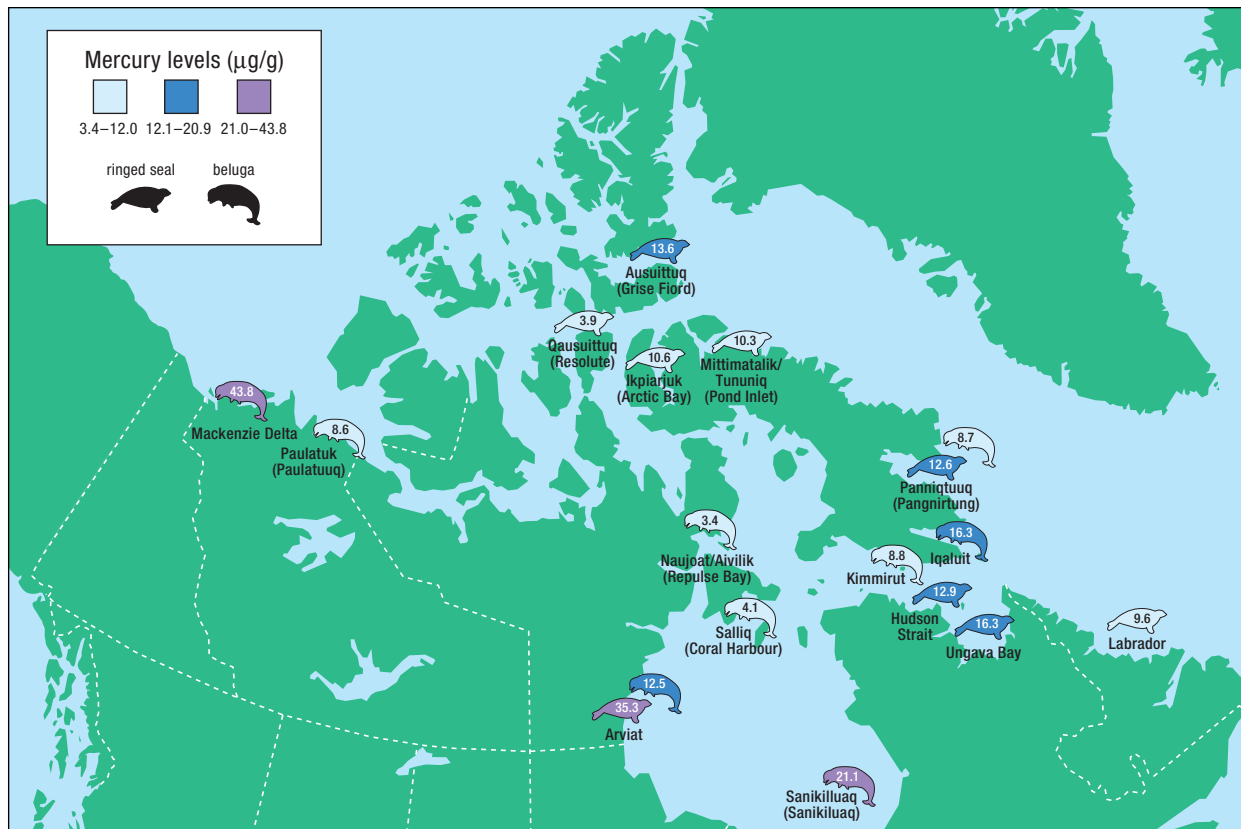 Mercury levels (µg/g)
3.4–12.0 12.1–20.9 21.0–43.8
ringed seal beluga
13.6
Ausuittuq
(Grise Fiord)
3.9
Qausuittuq
(Resolute)
10.6
Ikpiarjuk
(Arctic Bay)
10.3
Mittimatalik/
Tununiq
(Pond Inlet)
43.8
Mackenzie Delta
8.6
Paulatuk
(Paulatuuq)
8.7
12.6
Panniqtuuq
(Pangnirtung)
3.4
Naujoat/Aivilik
(Repulse Bay)
16.3
Iqaluit
8.8
Kimmirut
12.9
Hudson
Strait
16.3
Ungava Bay
9.6
Labrador
4.1
Salliq
(Coral Harbour)
12.5
35.3
Arviat
21.1
Sanikilluaq
(Sanikiluaq)